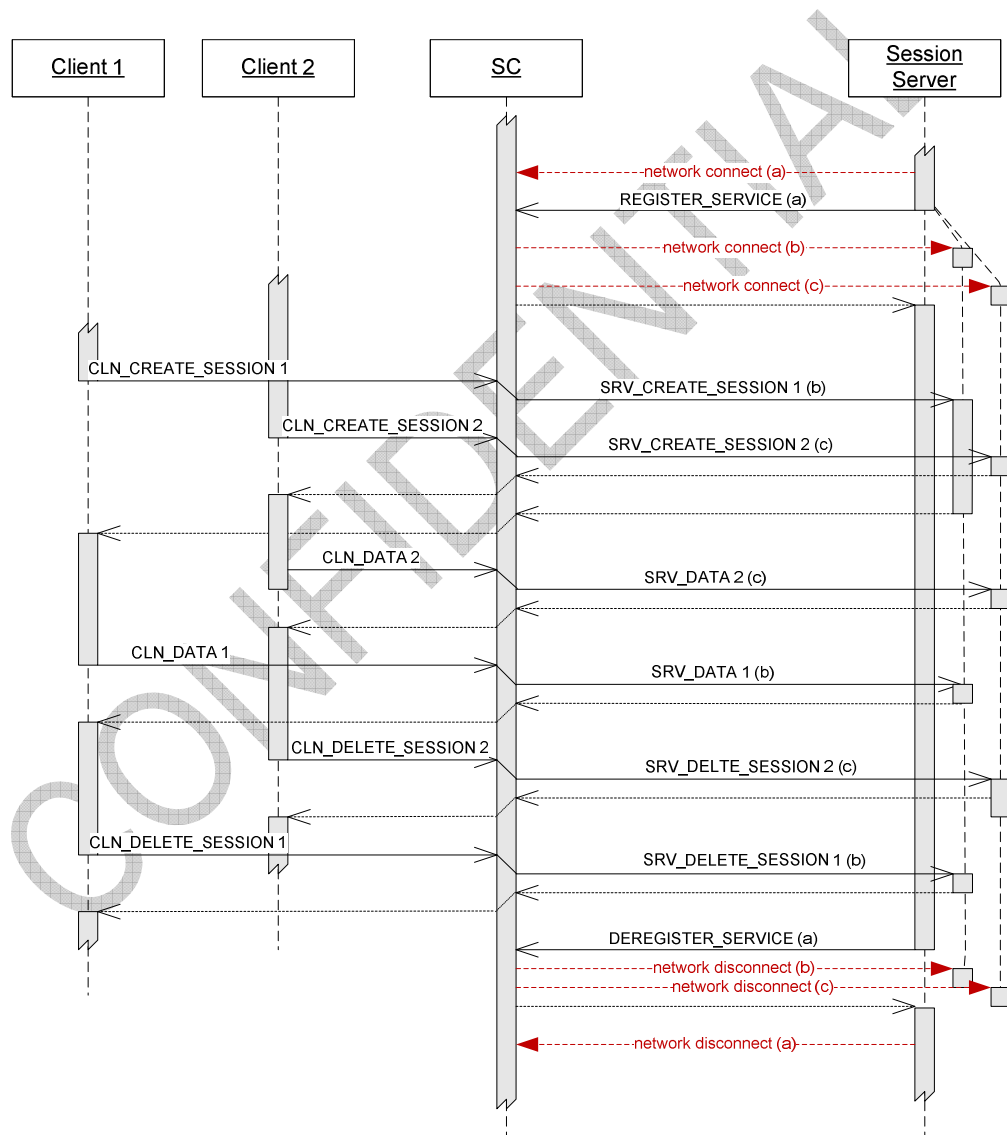 Client 1
Client 2
SC
Session
Server
network connect (a)
REGISTER_SERVICE (a)
network connect (b)
network connect (c)
CLN_CREATE_SESSION 1
SRV_CREATE_SESSION 1 (b)
CLN_CREATE_SESSION 2
SRV_CREATE_SESSION 2 (c)
CLN_DATA 2
SRV_DATA 2 (c)
CLN_DATA 1
SRV_DATA 1 (b)
CLN_DELETE_SESSION 2
SRV_DELTE_SESSION 2 (c)
CLN_DELETE_SESSION 1
SRV_DELETE_SESSION 1 (b)
DEREGISTER_SERVICE (a)
network disconnect (b)
network disconnect (c)
network disconnect (a)
CONFIDENTIAL